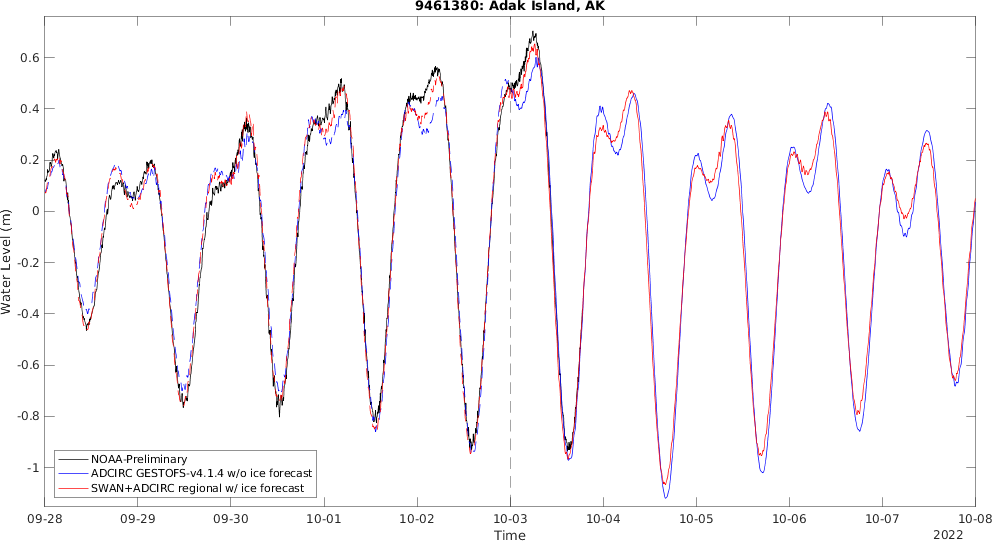 9461380: Adak Island, AK
0.6
0.4
0.2
0
-0.2
-0.4
-0.6
-0.8
-1
Water Level (m)
NOAA-Preliminary
ADCIRC GESTOFS-v4.1.4 w/o ice forecast
SWAN+ADCIRC regional w/ ice forecast
09-28 09-29 09-30 10-01 10-02 10-03 10-04 10-05 10-06 10-07 10-08
Time
2022